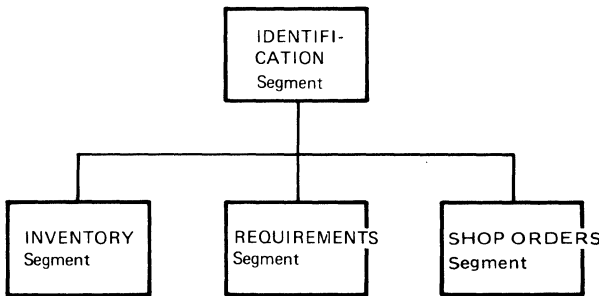 IDENTIFI-
CATION
Segment
INVENTORY
Segment
REQUIREMENTS
Segment
SHOP ORDERS
Segment